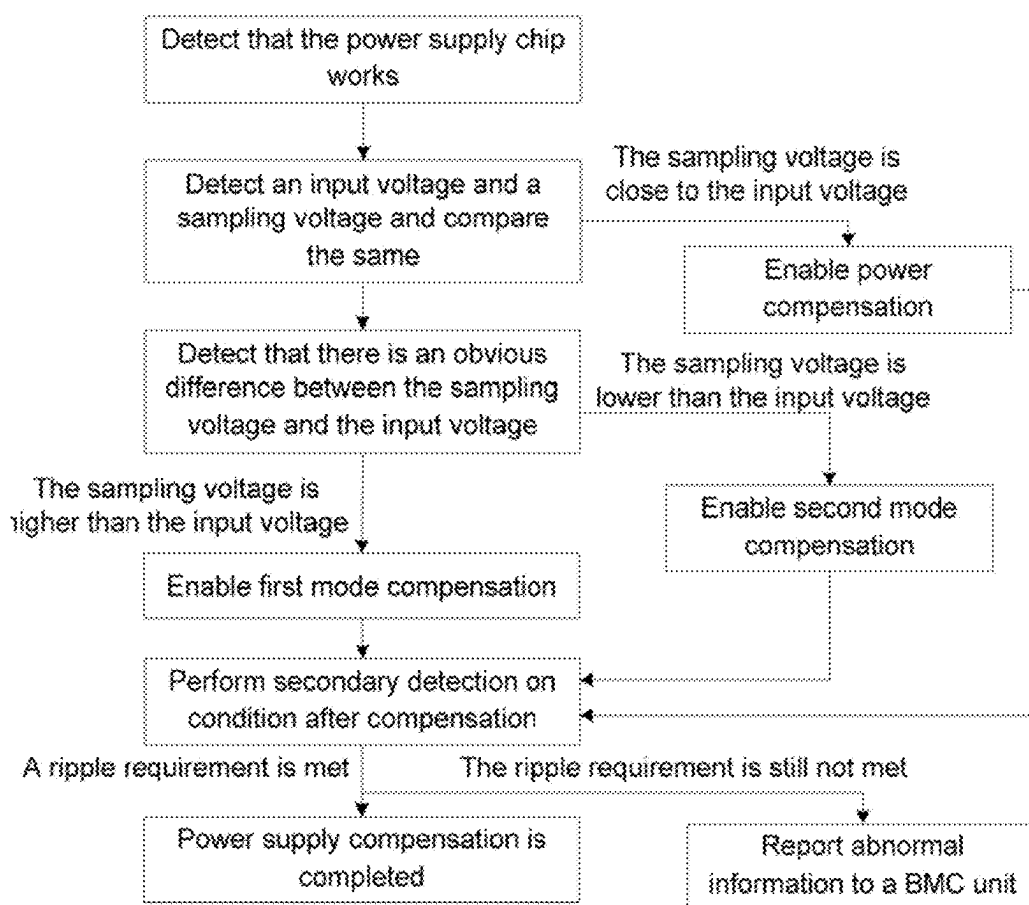 Detect that the power supply chip
works
Detect an input voltage and a
sampling voltage and compare
the same
The sampling voltage is
close to the input voltage
Enable power
compensation
Detect that there is an obvious
difference between the sampling
voltage and the input voltage
The sampling voltage is
lower than the input voltage
The sampling voltage is
higher than the input voltage
Enable second mode
compensation
Enable first mode compensation
Perform secondary detection on
condition after compensation
A ripple requirement is met
The ripple requirement is still not met
Power supply compensation is
completed
Report abnormal
information to a BMC unit